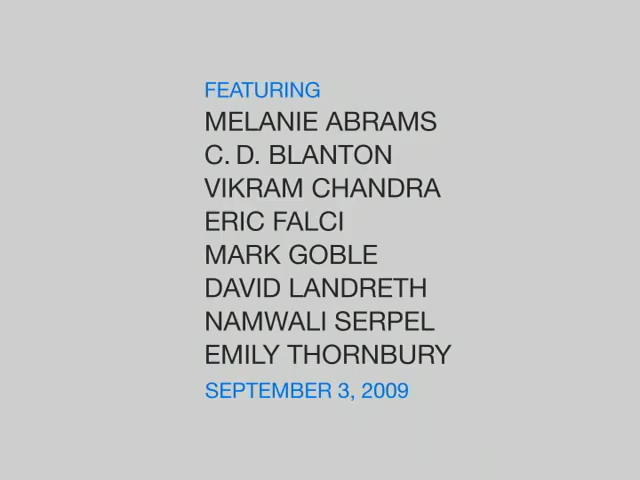 FEATURING
MELANIE ABRAMS
C. D. BLANTON
VIKRAM CHANDRA
ERIC FALCI
MARK GOBLE
DAVID LANDRETH
NAMWALI SERPEL
EMILY THORNBURY
SEPTEMBER 3, 2009